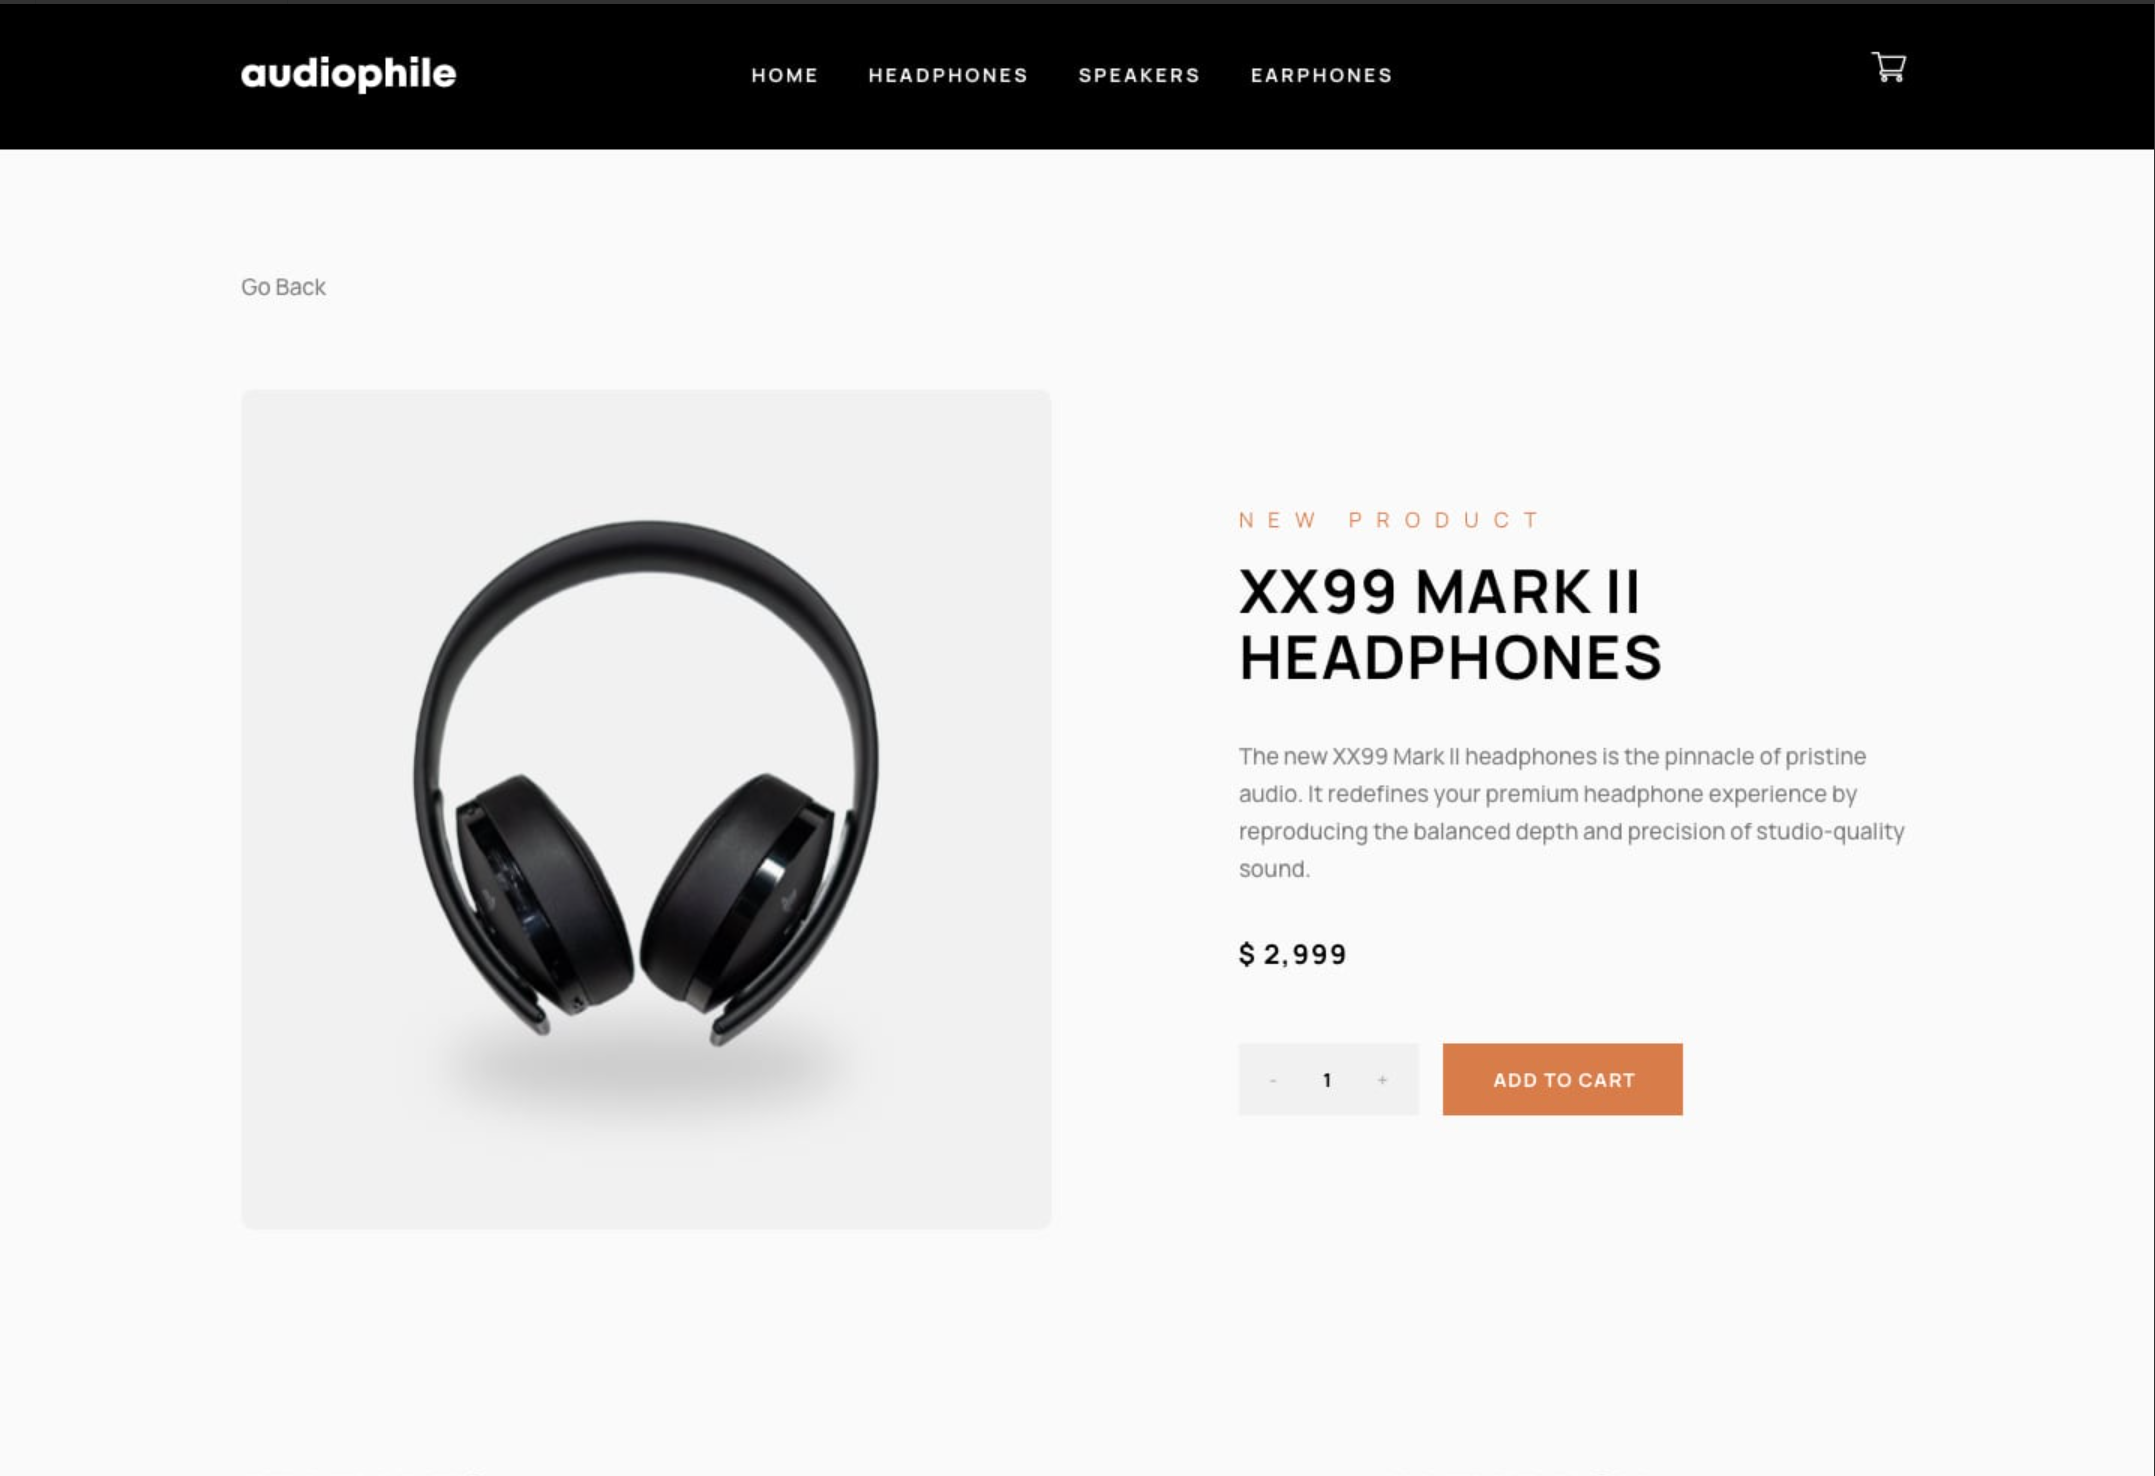 audiophile
HOME HEADPHONES SPEAKERS EARPHONES
Go Back
NEW PRODUCT
XX99 MARK II
HEADPHONES
The new XX99 Mark II headphones is the pinnacle of pristine
audio. It redefines your premium headphone experience by
reproducing the balanced depth and precision of studio-quality
sound.
$ 2,999
- 1 +
ADD TO CART